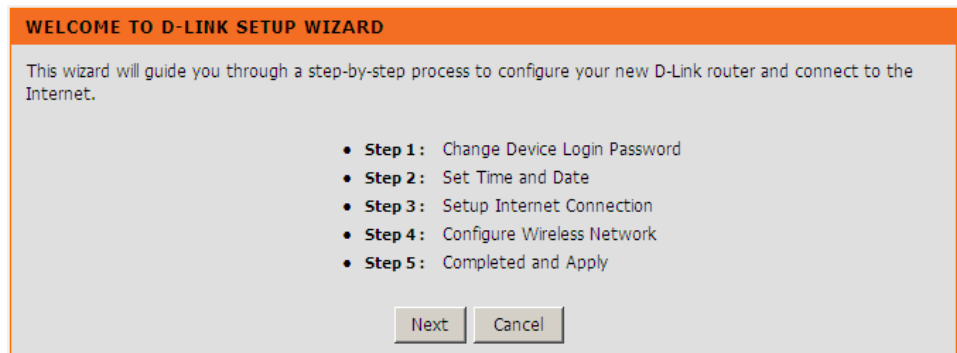 WELCOME TO D-LINK SETUP WIZARD
This wizard will guide you through a step-by-step process to configure your new D-Link router and connect to the
Internet.
• Step 1: Change Device Login Password
• Step 2: Set Time and Date
• Step 3: Setup Internet Connection
• Step 4: Configure Wireless Network
• Step 5: Completed and Apply
Next Cancel